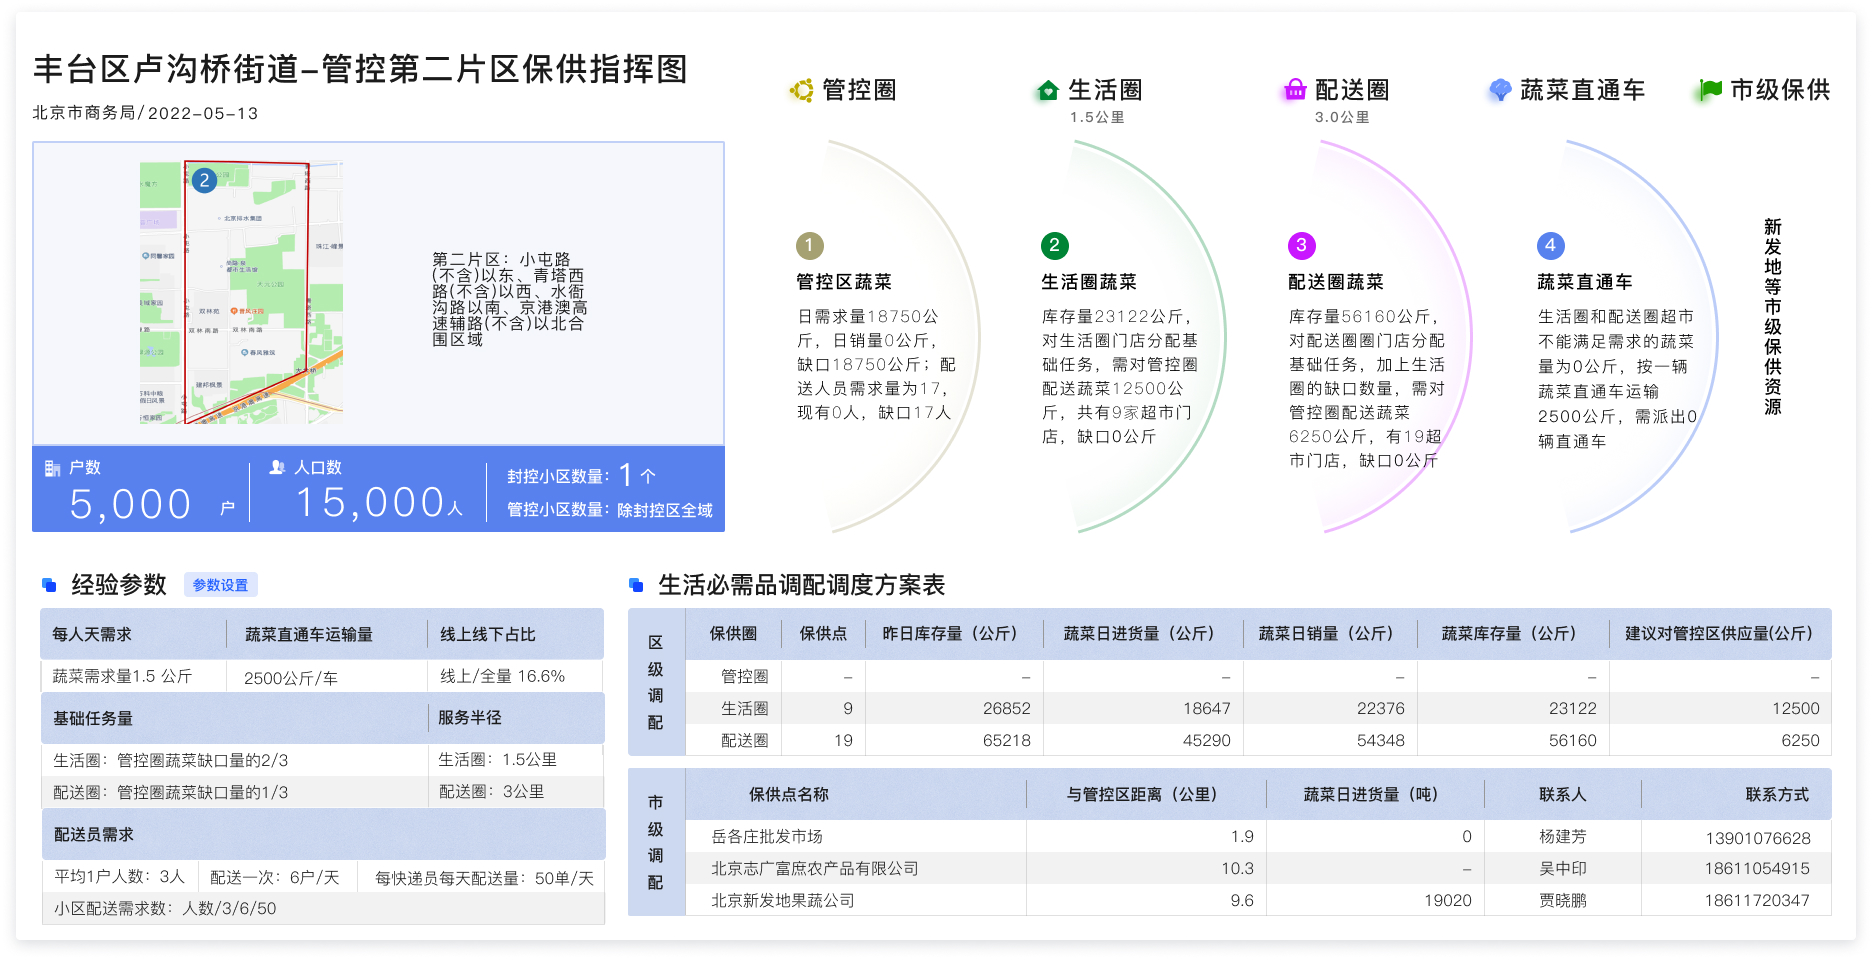 丰台区卢沟桥街道-管控第二片区保供指挥图
北京市商务局/2022-05-13
管控圈
生活圈
1.5公里
配送圈
3.0公里
蔬菜直通车
市级保供
2
北京排水集团
大元公园
双林苑
双林南路
双林南路
春风雅筑
建邦枫景
第二片区：小屯路
(不含)以东、青塔西
路(不含)以西、水衙
沟路以南、京港澳高
速辅路(不含)以北合
围区域
户数
5,000 户
人口数
15,000 人
封控小区数量：1 个
管控小区数量：除封控区全域
1
管控区蔬菜
日需求量18750公
斤，日销量0公斤，
缺口18750公斤；配
送人员需求量为17，
现有0人，缺口17人
2
生活圈蔬菜
库存量23122公斤，
对生活圈门店分配基
础任务，需对管控圈
配送蔬菜12500公
斤，共有9家超市门
店，缺口0公斤
3
配送圈蔬菜
库存量56160公斤，
对配送圈圈门店分配
基础任务，加上生活
圈的缺口数量，需对
管控圈配送蔬菜
6250公斤，有19超
市门店，缺口0公斤
4
蔬菜直通车
生活圈和配送圈超市
不能满足需求的蔬菜
量为0公斤，按一辆
蔬菜直通车运输
2500公斤，需派出0
辆直通车
新发地等市级保供资源
经验参数 参数设置
每人天需求 蔬菜直通车运输量 线上线下占比
蔬菜需求量1.5 公斤 2500公斤/车 线上/全量 16.6%
基础任务量 服务半径
生活圈：管控圈蔬菜缺口量的2/3 生活圈：1.5公里
配送圈：管控圈蔬菜缺口量的1/3 配送圈：3公里
配送员需求
平均1户人数：3人 配送一次：6户/天 每快递员每天配送量：50单/天
小区配送需求数：人数/3/6/50
生活必需品调配调度方案表
区级调配
保供圈 保供点 昨日库存量（公斤） 蔬菜日进货量（公斤） 蔬菜日销量（公斤） 蔬菜库存量（公斤） 建议对管控区供应量(公斤)
管控圈 – – – – – –
生活圈 9 26852 18647 22376 23122 12500
配送圈 19 65218 45290 54348 56160 6250
市级调配
保供点名称 与管控区距离（公里） 蔬菜日进货量（吨） 联系人 联系方式
岳各庄批发市场 1.9 0 杨建芳 13901076628
北京志广富庶农产品有限公司 10.3 – 吴中印 18611054915
北京新发地果蔬公司 9.6 19020 贾晓鹏 18611720347